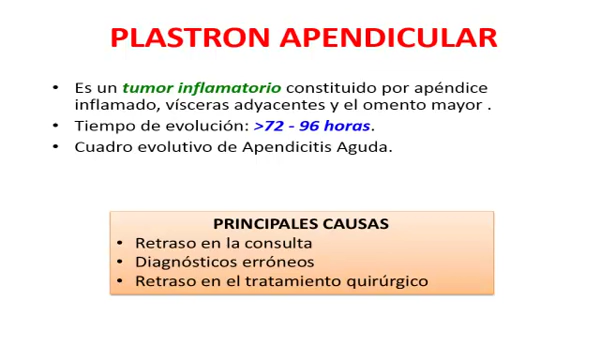 PLASTRON APENDICULAR
• Es un tumor inflamatorio constituido por apéndice
inflamado, vísceras adyacentes y el omento mayor .
• Tiempo de evolución: >72 - 96 horas.
• Cuadro evolutivo de Apendicitis Aguda.
PRINCIPALES CAUSAS
• Retraso en la consulta
• Diagnósticos erróneos
• Retraso en el tratamiento quirúrgico